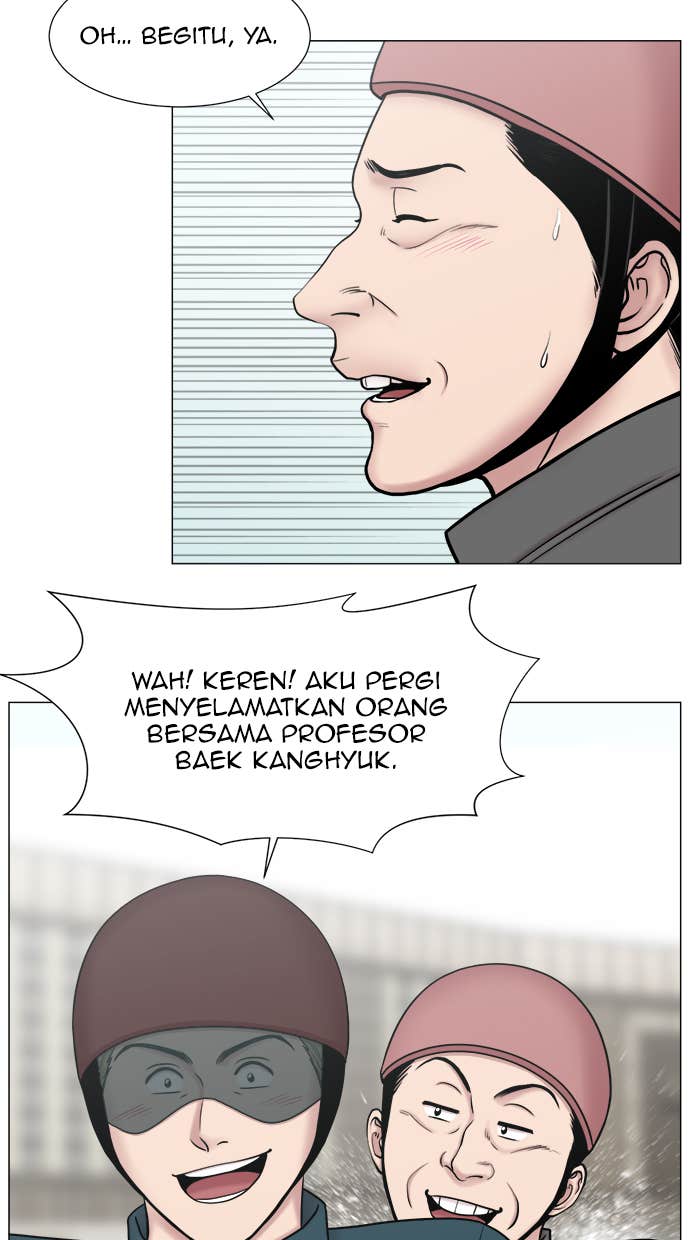 OH... BEGITU, YA.
WAH! KEREN! AKU PERGI
MENYELAMATKAN ORANG
BERSAMA PROFESOR
BAEK KANGHYUK.